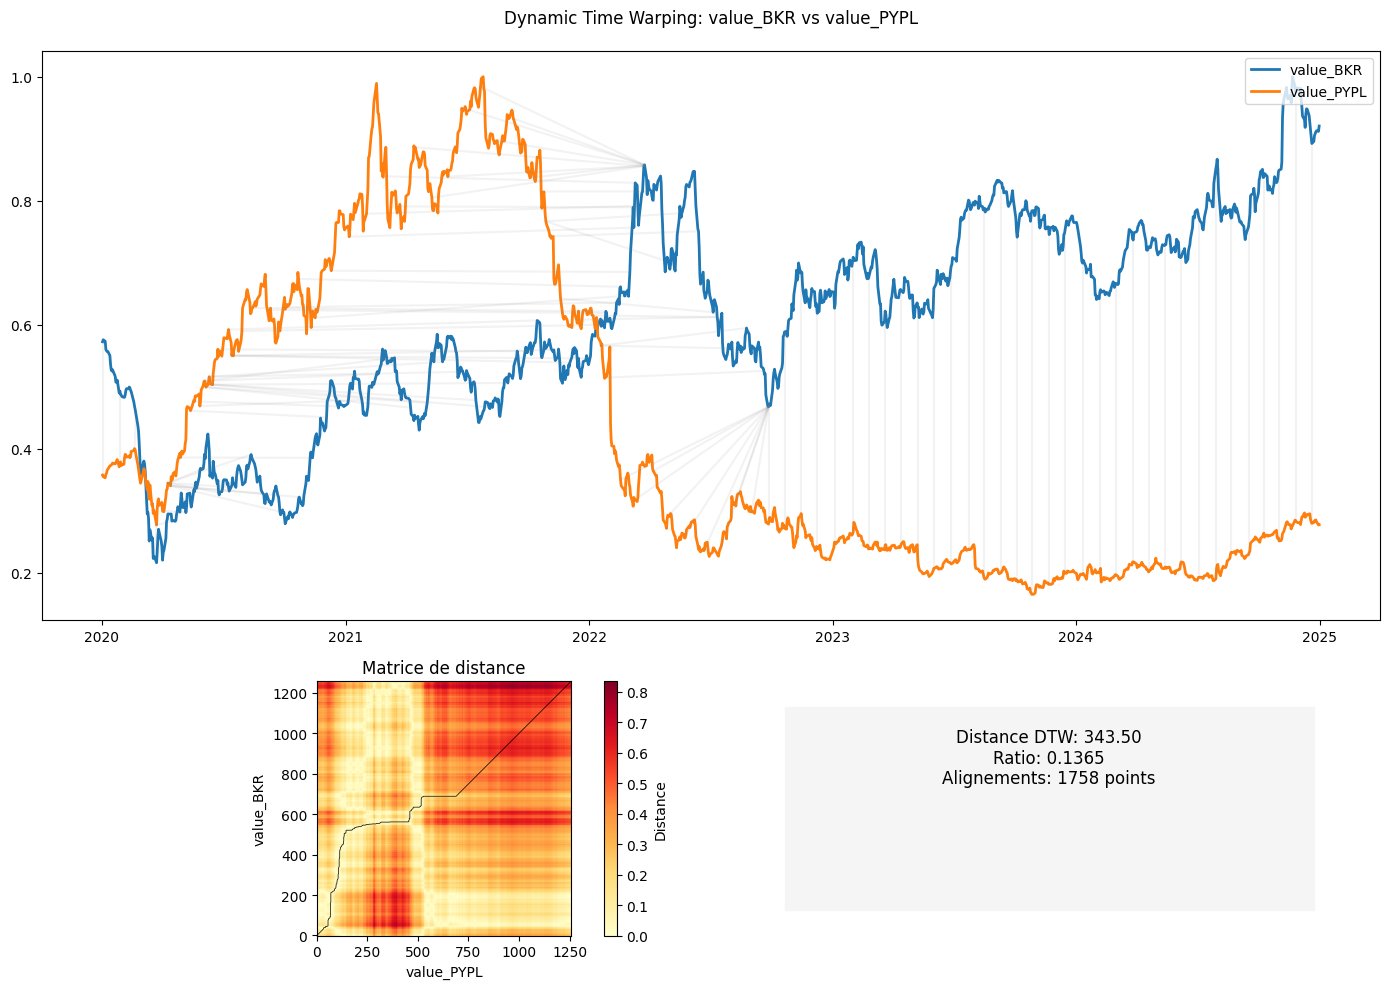 Dynamic Time Warping: value_BKR vs value_PYPL
1.0
0.8
0.6
0.4
0.2
value_BKR
value_PYPL
2020 2021 2022 2023 2024 2025
Matrice de distance
value_BKR
1200
1000
800
600
400
200
0
0 250 500 750 1000 1250
value_PYPL
0.8
0.7
0.6
0.5
0.4
0.3
0.2
0.1
0.0
Distance
Distance DTW: 343.50
Ratio: 0.1365
Alignements: 1758 points